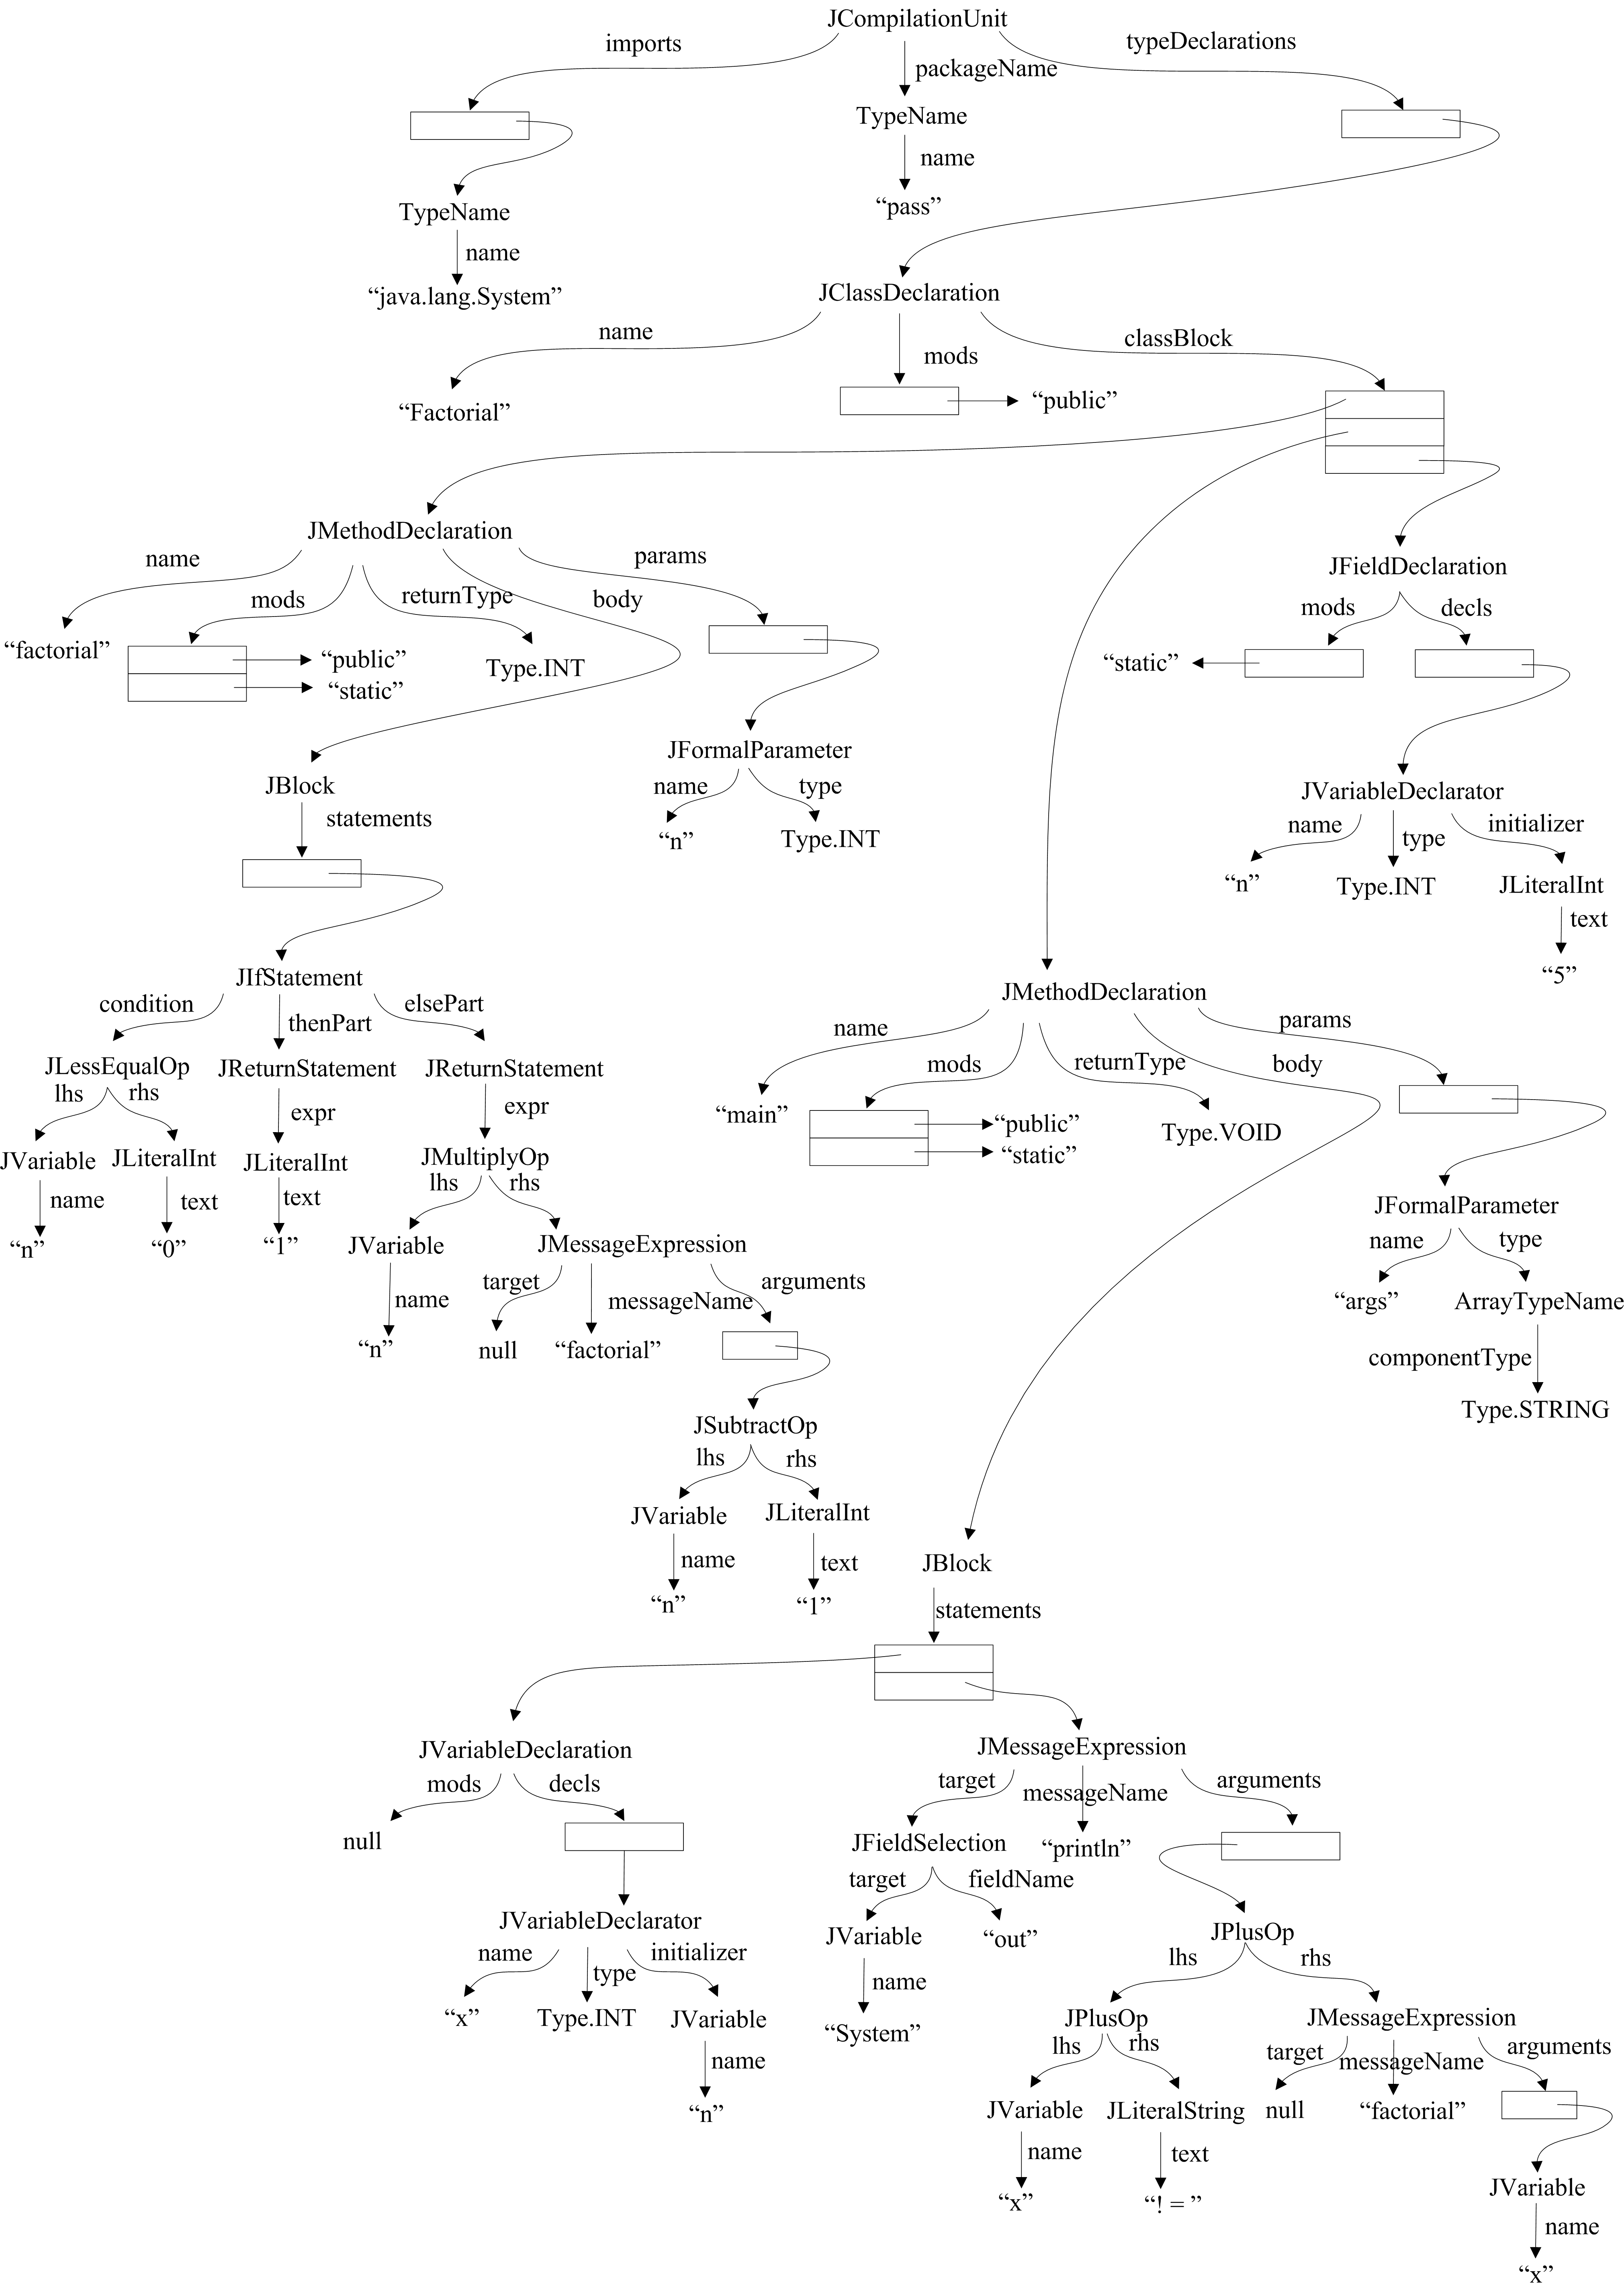 JCompilationUnit
imports
typeDeclarations
packageName
TypeName
name
“pass”
TypeName
name
“java.lang.System”
JClassDeclaration
name
mods
classBlock
“Factorial”
“public”
JMethodDeclaration
name
mods
returnType
body
params
“factorial”
“public”
“static”
Type.INT
JFieldDeclaration
mods
decls
“static”
JFormalParameter
name
type
“n”
Type.INT
JBlock
statements
JVariableDeclarator
name
type
initializer
“n”
Type.INT
JLiteralInt
text
“5”
JIfStatement
condition
thenPart
elsePart
JLessEqualOp
JReturnStatement
JReturnStatement
lhs
rhs
expr
expr
JVariable
JLiteralInt
JLiteralInt
JMultiplyOp
name
text
text
lhs
rhs
“n”
“0”
“1”
JVariable
JMessageExpression
name
target
messageName
arguments
“n”
null
“factorial”
JSubtractOp
lhs
rhs
JVariable
JLiteralInt
name
text
“n”
“1”
JMethodDeclaration
name
mods
returnType
body
params
“main”
“public”
“static”
Type.VOID
JFormalParameter
name
type
“args”
ArrayTypeName
componentType
Type.STRING
JBlock
statements
JVariableDeclaration
mods
decls
null
JVariableDeclarator
name
type
initializer
“x”
Type.INT
JVariable
name
“n”
JMessageExpression
target
messageName
arguments
JFieldSelection
“println”
target
fieldName
JVariable
“out”
name
“System”
JPlusOp
lhs
rhs
JPlusOp
JMessageExpression
lhs
rhs
target
messageName
arguments
JVariable
JLiteralString
null
“factorial”
name
text
“x”
“! = ”
JVariable
name
“x”